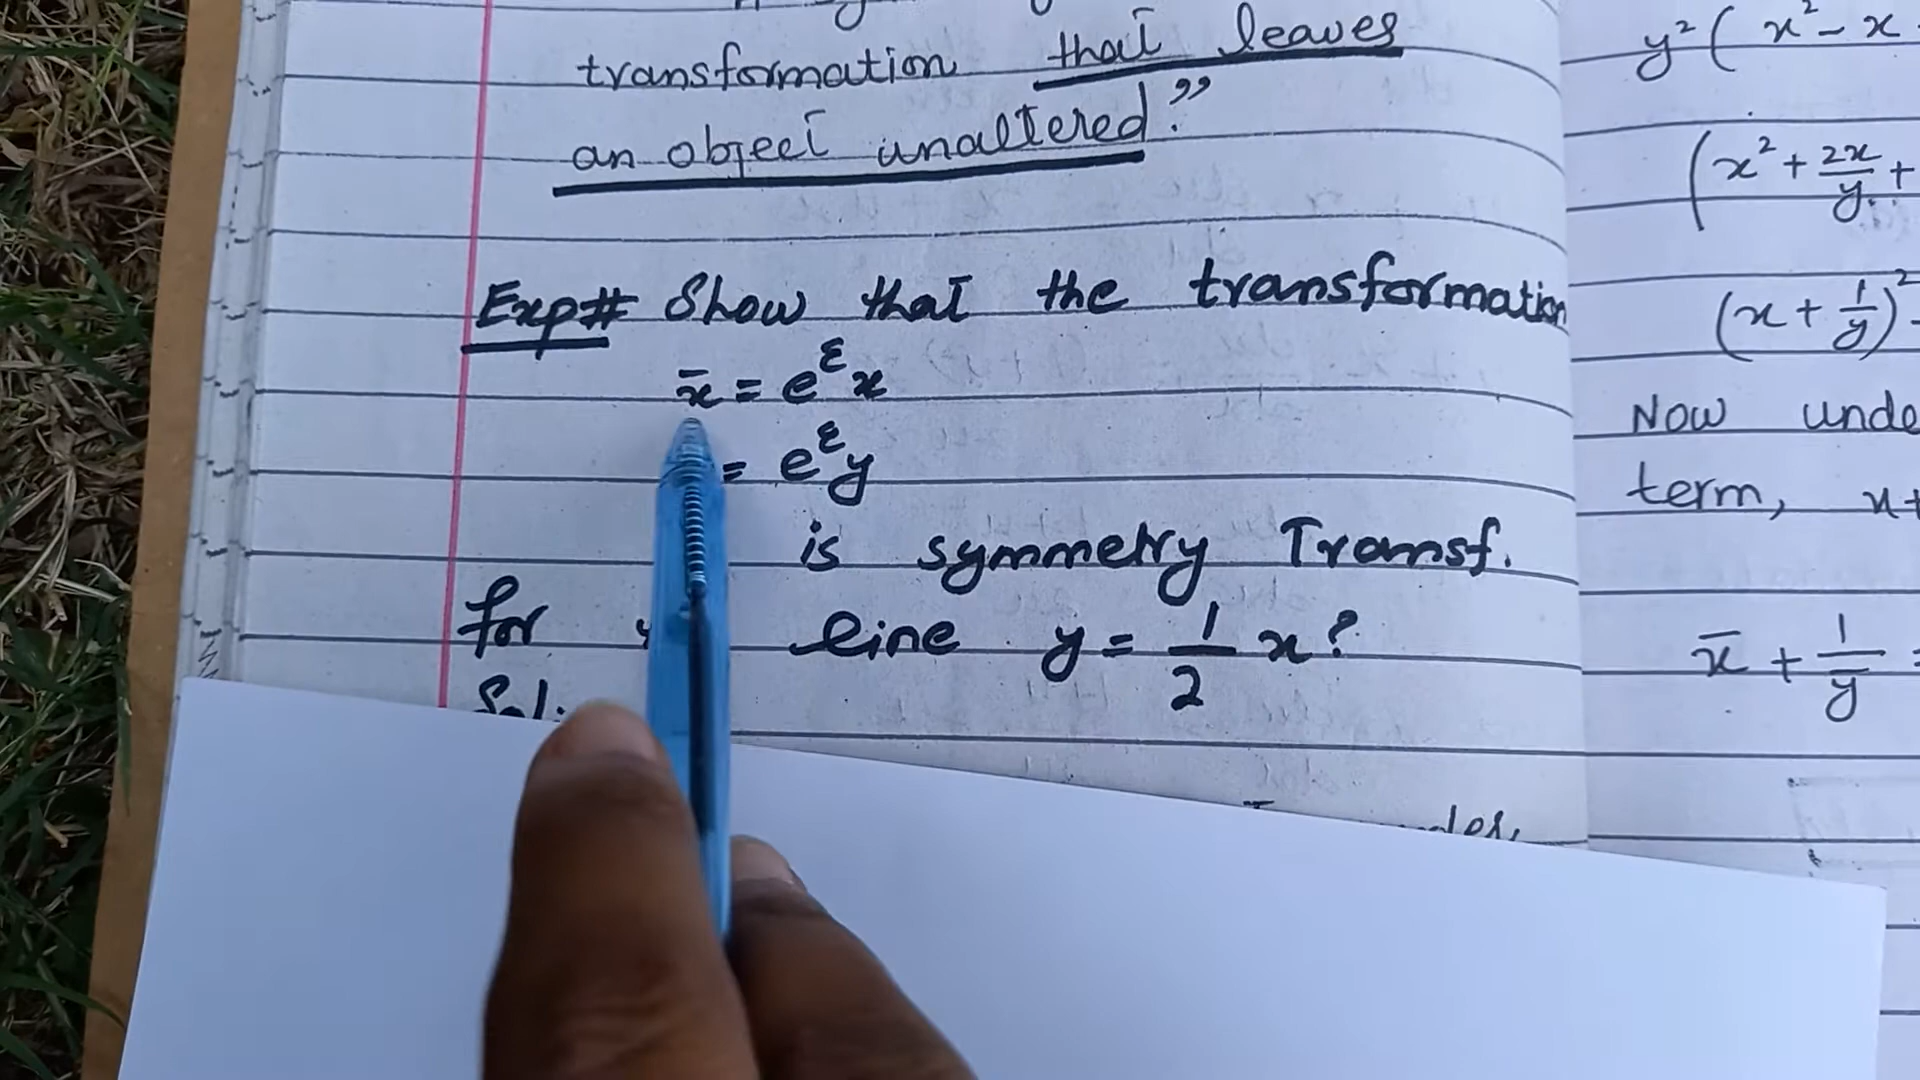 transformation that leaves
an object unaltered.”
Exp# Show that the transformation
x̄ = e^ε x
= e^ε y
is symmetry Transf.
for line y = 1/2 x?
Sol:
y² ( x² - x
( x² + 2x/y +
(x + 1/y)²
Now unde
term, x+
x̄ + 1/y =